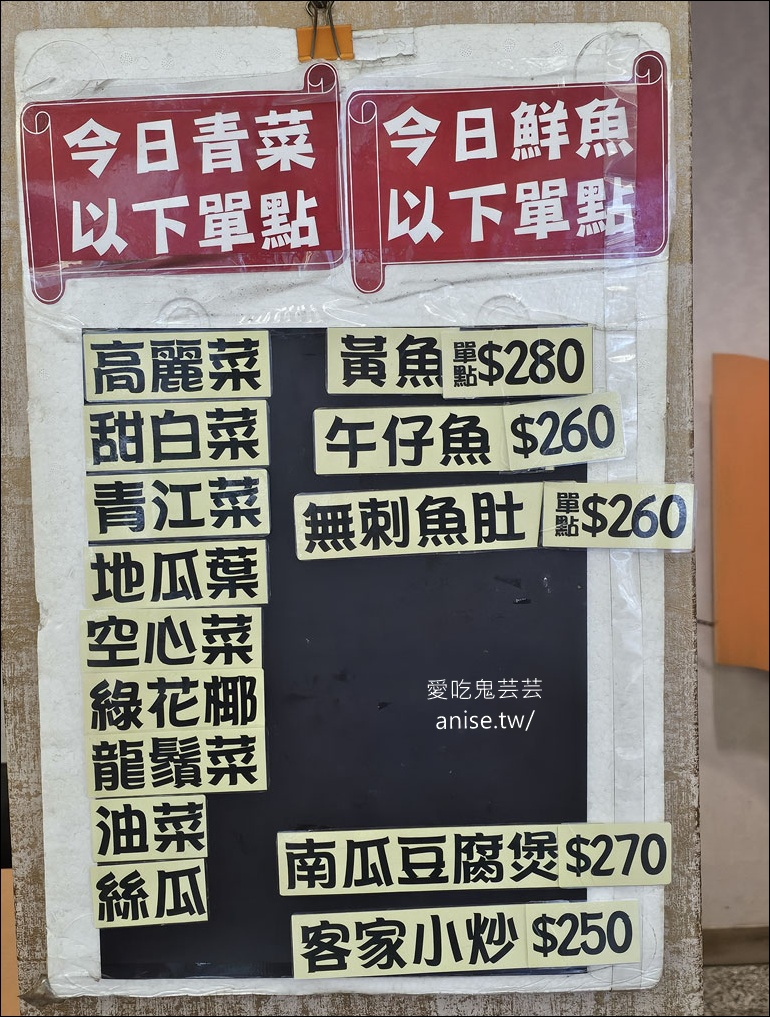 今日青菜
以下單點
今日鮮魚
以下單點
高麗菜
甜白菜
青江菜
地瓜葉
空心菜
綠花椰
龍鬚菜
油菜
絲瓜
黃魚 單點 $280
午仔魚 $260
無刺魚肚 單點 $260
愛吃鬼芸芸
anise.tw/
南瓜豆腐煲 $270
客家小炒 $250